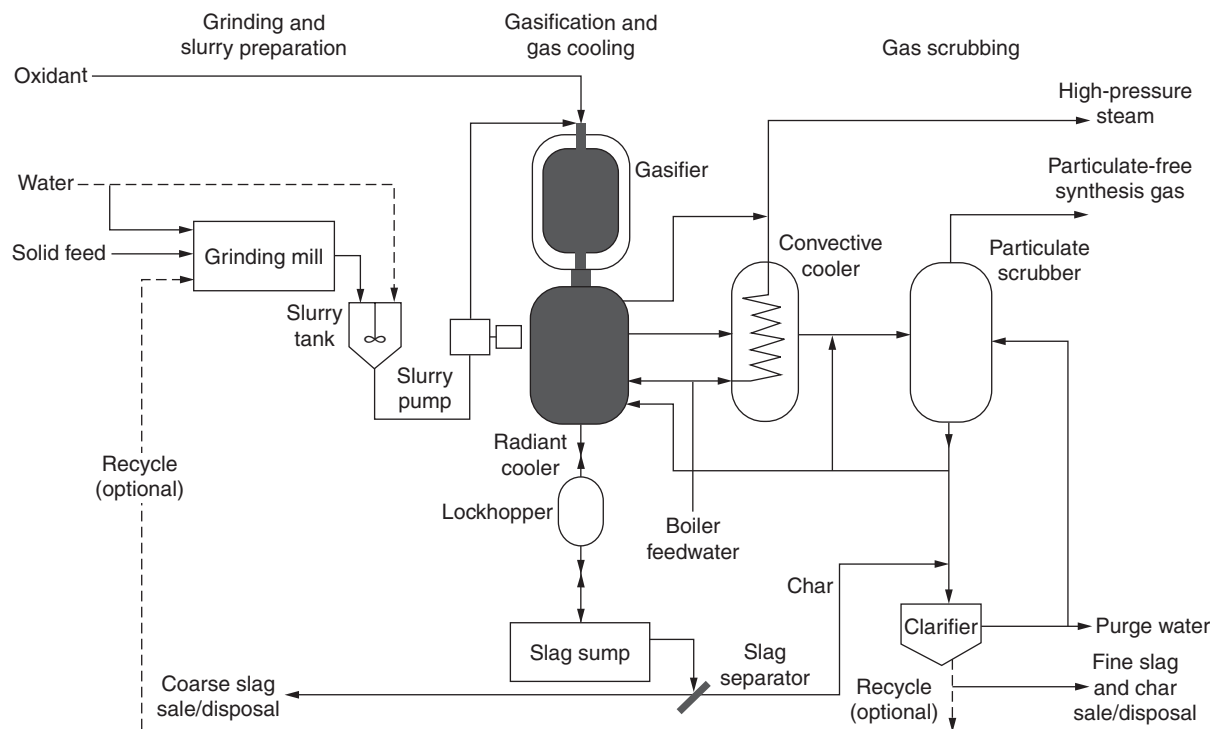 Grinding and
slurry preparation
Gasification and
gas cooling
Gas scrubbing
Oxidant
High-pressure
steam
Gasifier
Particulate-free
synthesis gas
Water
Solid feed
Grinding mill
Convective
cooler
Particulate
scrubber
Slurry
tank
Slurry
pump
Recycle
(optional)
Radiant
cooler
Lockhopper
Boiler
feedwater
Char
Clarifier
Purge water
Slag sump
Slag
separator
Coarse slag
sale/disposal
Recycle
(optional)
Fine slag
and char
sale/disposal